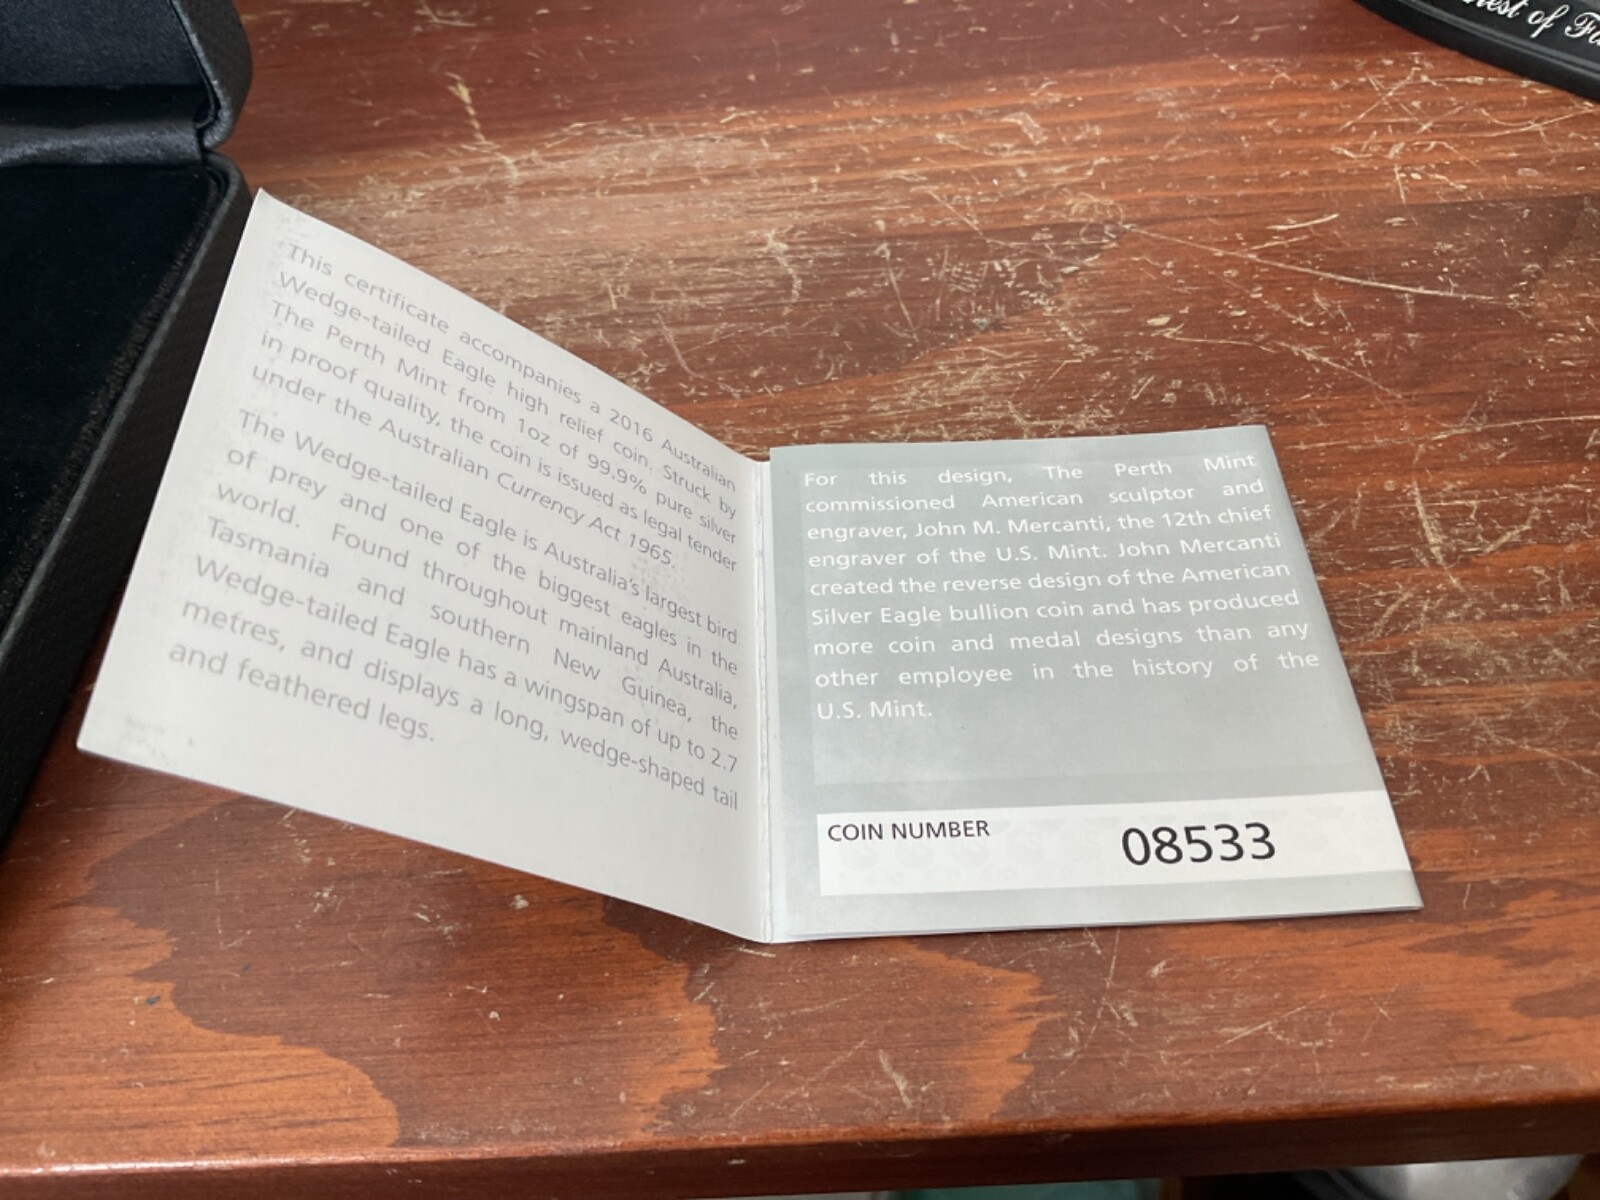 This certificate accompanies a 2016 Australian
Wedge-tailed Eagle high relief coin. Struck by
The Perth Mint from 1oz of 99.9% pure silver
in proof quality, the coin is issued as legal tender
under the Australian Currency Act 1965.
The Wedge-tailed Eagle is Australia's largest bird
of prey and one of the biggest eagles in the
world. Found throughout mainland Australia,
Tasmania and southern New Guinea, the
Wedge-tailed Eagle has a wingspan of up to 2.7
metres, and displays a long, wedge-shaped tail
and feathered legs.
For this design, The Perth Mint
commissioned American sculptor and
engraver, John M. Mercanti, the 12th chief
engraver of the U.S. Mint. John Mercanti
created the reverse design of the American
Silver Eagle bullion coin and has produced
more coin and medal designs than any
other employee in the history of the
U.S. Mint.
COIN NUMBER 08533
of